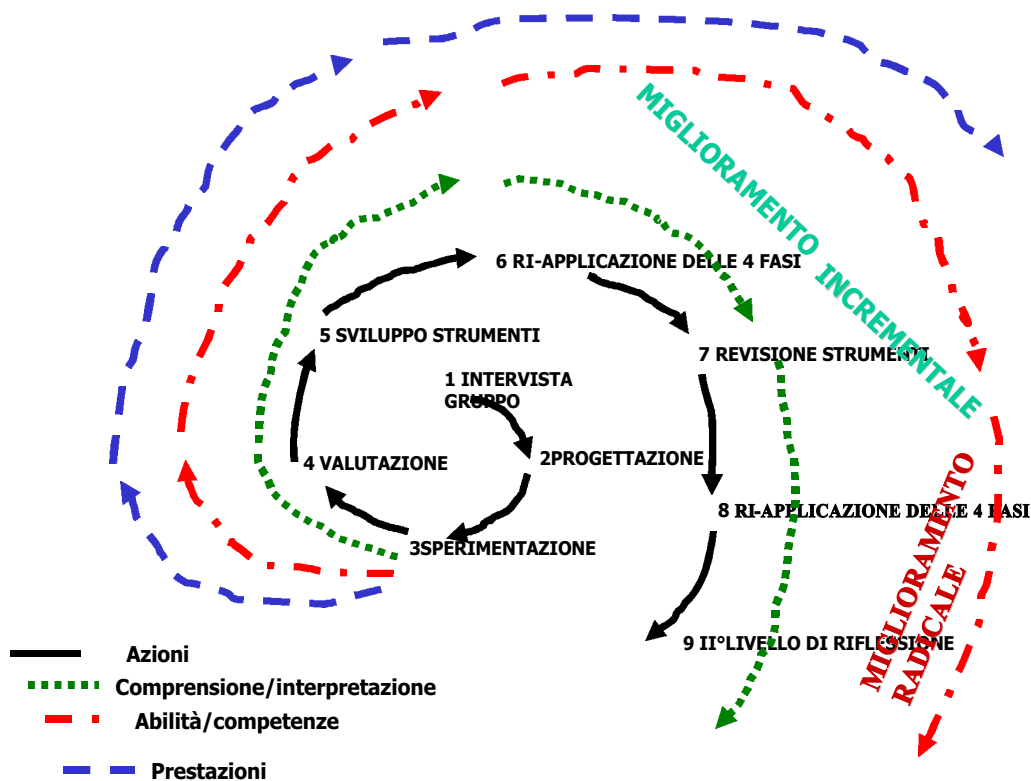 MIGLIORAMENTO INCREMENTALE
6 RI-APPLICAZIONE DELLE 4 FASI
5 SVILUPPO STRUMENTI
7 REVISIONE STRUMENTI
1 INTERVISTA
GRUPPO
4 VALUTAZIONE
2PROGETTAZIONE
8 RI-APPLICAZIONE DELLE 4 FASI
3SPERIMENTAZIONE
MIGLIORAMENTO
RADICALE
9 II°LIVELLO DI RIFLESSIONE
Azioni
Comprensione/interpretazione
Abilità/competenze
Prestazioni